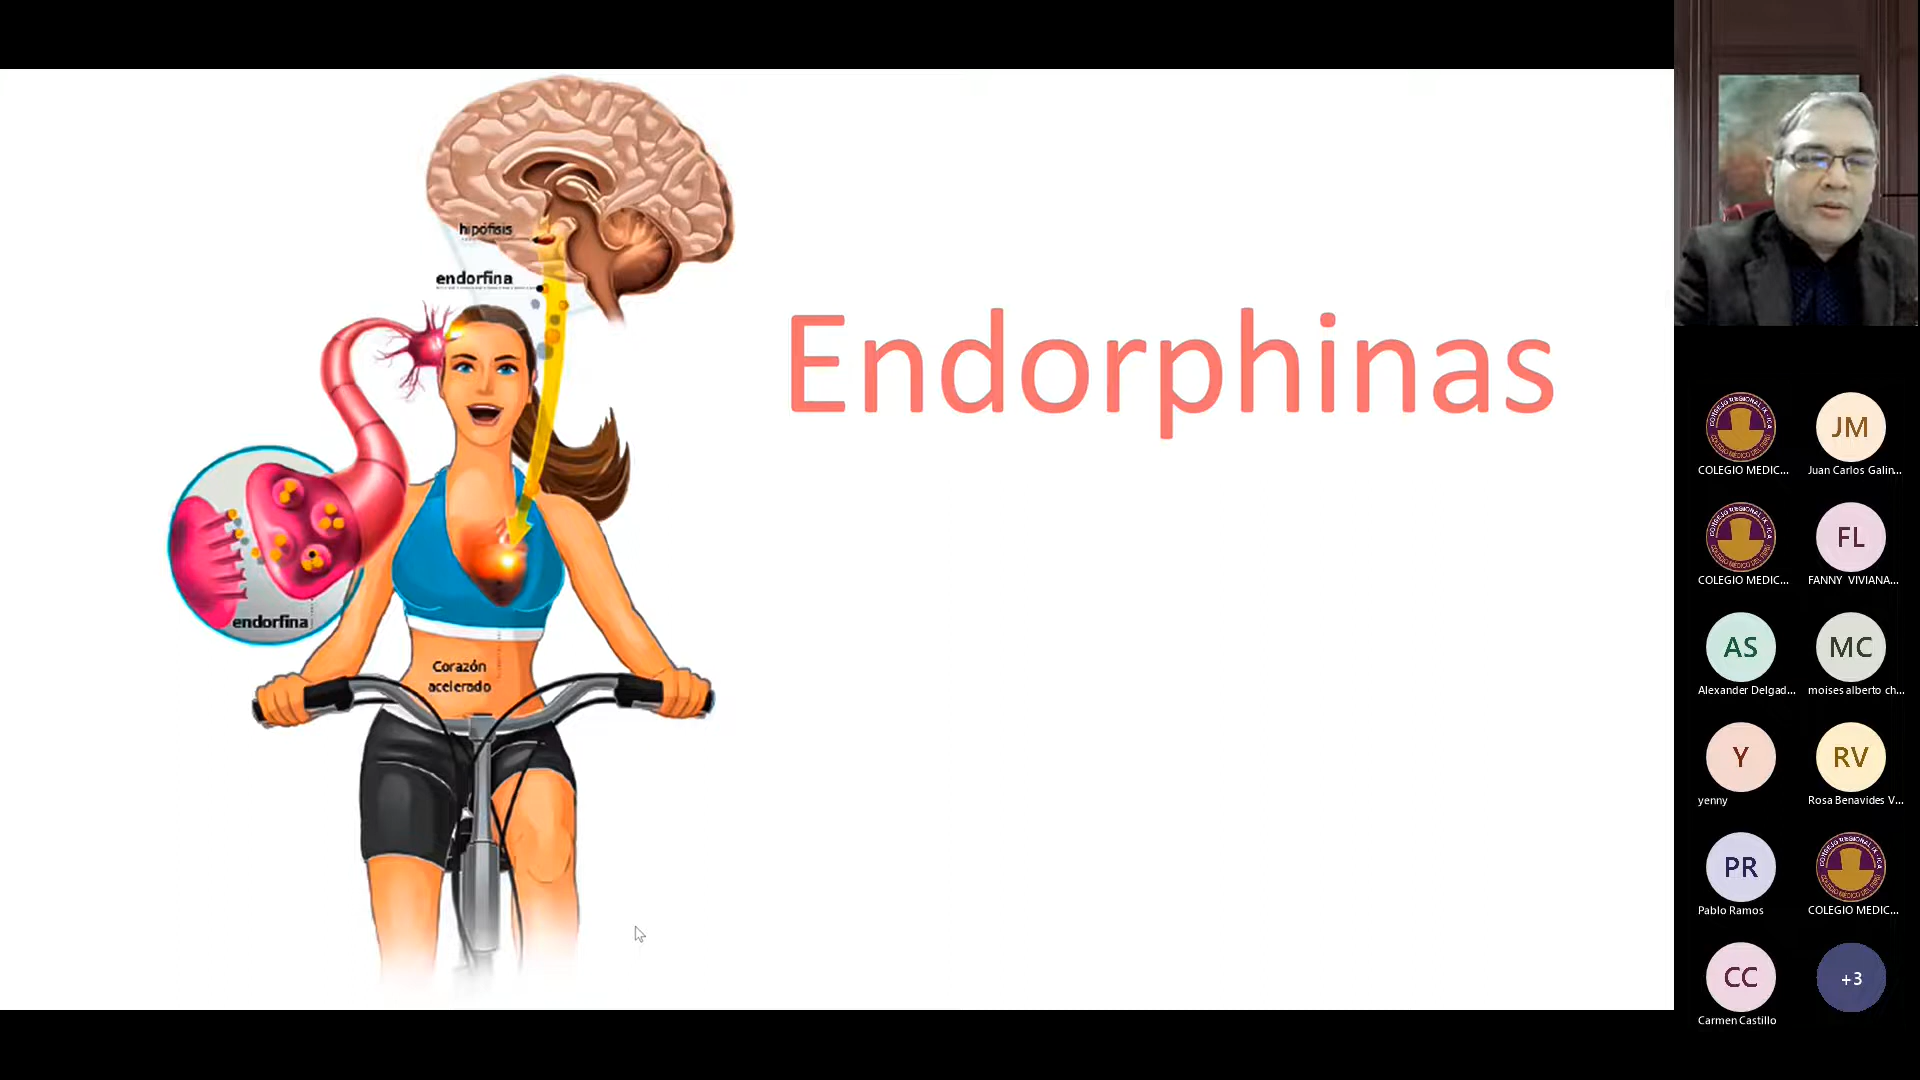 hipófisis
endorfina
Endorphinas
endorfina
Corazón
acelerado
COLEGIO MEDIC...
JM
Juan Carlos Galin...
COLEGIO MEDIC...
FL
FANNY VIVIANA...
AS
Alexander Delgad...
MC
moises alberto ch...
Y
yenny
RV
Rosa Benavides V...
PR
Pablo Ramos
COLEGIO MEDIC...
CC
Carmen Castillo
+3